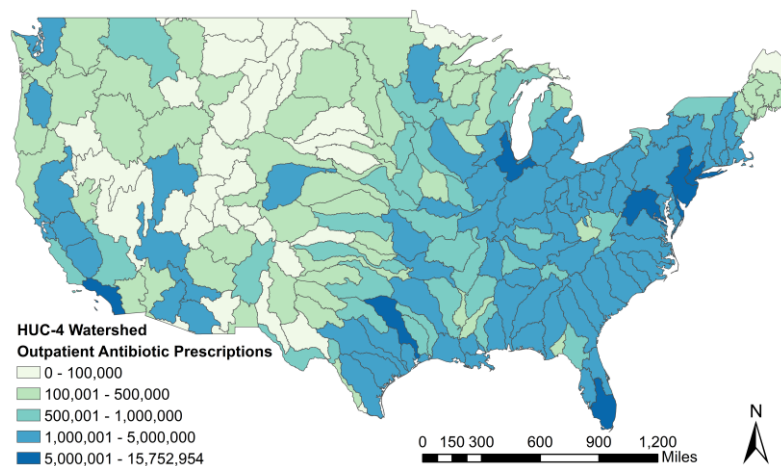 HUC-4 Watershed
Outpatient Antibiotic Prescriptions
0 - 100,000
100,001 - 500,000
500,001 - 1,000,000
1,000,001 - 5,000,000
5,000,001 - 15,752,954
0 150 300 600 900 1,200
Miles
N